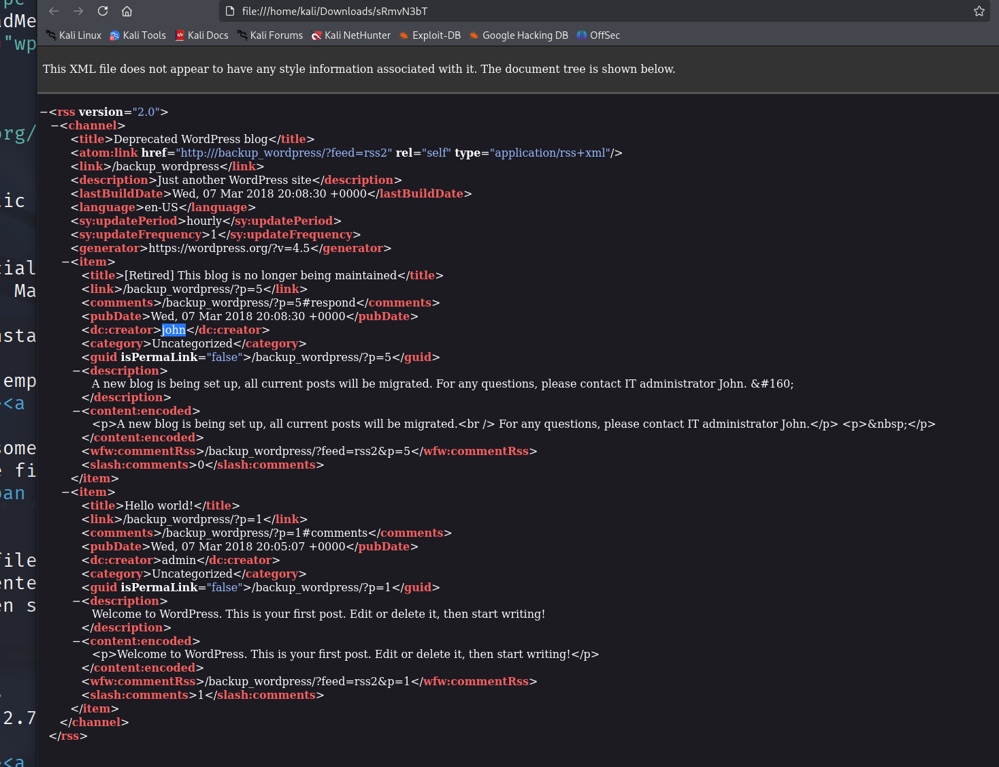 file:///home/kali/Downloads/sRmvN3bT
Kali Linux Kali Tools Kali Docs Kali Forums Kali NetHunter Exploit-DB Google Hacking DB OffSec
This XML file does not appear to have any style information associated with it. The document tree is shown below.
−<rss version="2.0">
−<channel>
<title>Deprecated WordPress blog</title>
<atom:link href="http:///backup_wordpress/?feed=rss2" rel="self" type="application/rss+xml"/>
<link>/backup_wordpress</link>
<description>Just another WordPress site</description>
<lastBuildDate>Wed, 07 Mar 2018 20:08:30 +0000</lastBuildDate>
<language>en-US</language>
<sy:updatePeriod>hourly</sy:updatePeriod>
<sy:updateFrequency>1</sy:updateFrequency>
<generator>https://wordpress.org/?v=4.5</generator>
−<item>
<title>[Retired] This blog is no longer being maintained</title>
<link>/backup_wordpress/?p=5</link>
<comments>/backup_wordpress/?p=5#respond</comments>
<pubDate>Wed, 07 Mar 2018 20:08:30 +0000</pubDate>
<dc:creator>john</dc:creator>
<category>Uncategorized</category>
<guid isPermaLink="false">/backup_wordpress/?p=5</guid>
−<description>
A new blog is being set up, all current posts will be migrated. For any questions, please contact IT administrator John. &#160;
</description>
−<content:encoded>
<p>A new blog is being set up, all current posts will be migrated.<br /> For any questions, please contact IT administrator John.</p> <p>&nbsp;</p>
</content:encoded>
<wfw:commentRss>/backup_wordpress/?feed=rss2&p=5</wfw:commentRss>
<slash:comments>0</slash:comments>
</item>
−<item>
<title>Hello world!</title>
<link>/backup_wordpress/?p=1</link>
<comments>/backup_wordpress/?p=1#comments</comments>
<pubDate>Wed, 07 Mar 2018 20:05:07 +0000</pubDate>
<dc:creator>admin</dc:creator>
<category>Uncategorized</category>
<guid isPermaLink="false">/backup_wordpress/?p=1</guid>
−<description>
Welcome to WordPress. This is your first post. Edit or delete it, then start writing!
</description>
−<content:encoded>
<p>Welcome to WordPress. This is your first post. Edit or delete it, then start writing!</p>
</content:encoded>
<wfw:commentRss>/backup_wordpress/?feed=rss2&p=1</wfw:commentRss>
<slash:comments>1</slash:comments>
</item>
</channel>
</rss>